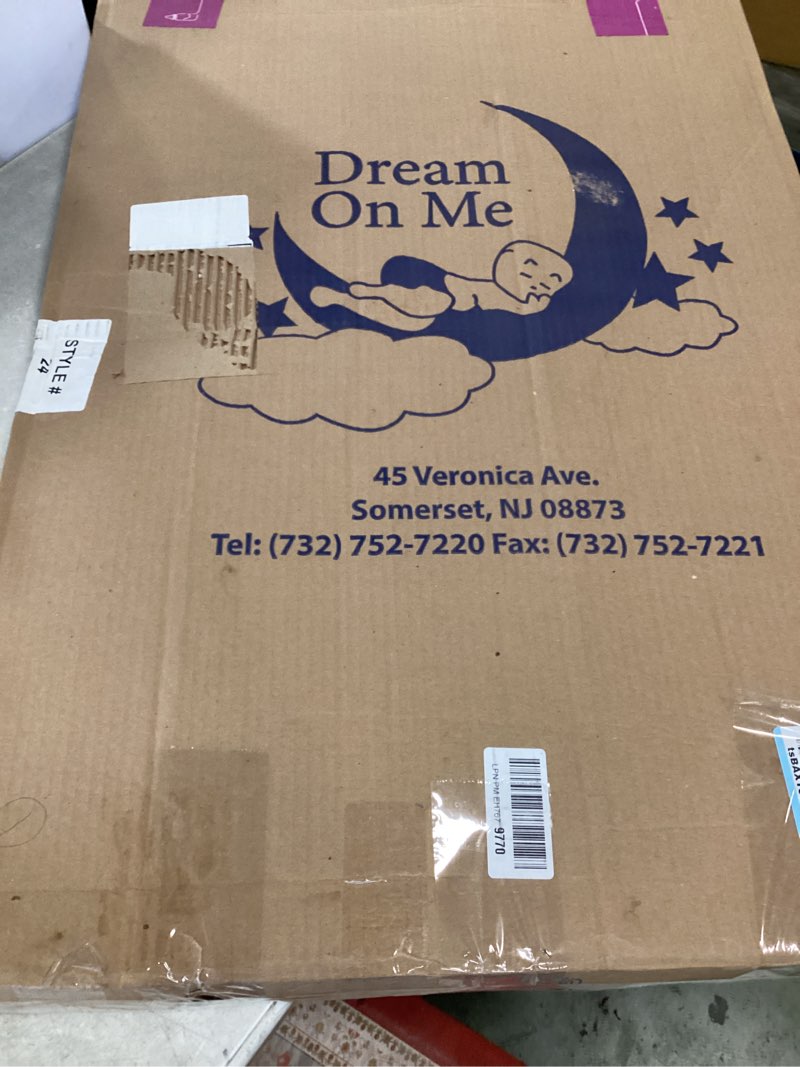 Dream
On Me
STYLE #
24
45 Veronica Ave.
Somerset, NJ 08873
Tel: (732) 752-7220 Fax: (732) 752-7221
9770